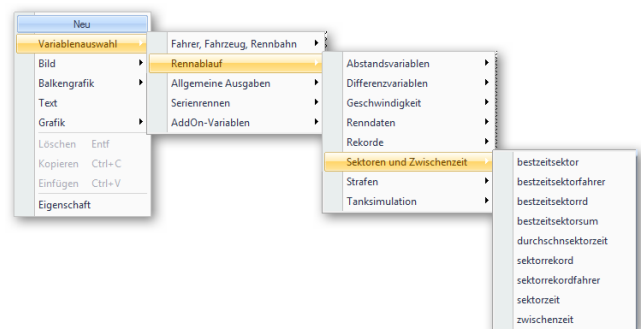 Neu
Variablenauswahl
Bild
Balkengrafik
Text
Grafik
Löschen Entf
Kopieren Ctrl+C
Einfügen Ctrl+V
Eigenschaft
Fahrer, Fahrzeug, Rennbahn
Rennablauf
Allgemeine Ausgaben
Serienrennen
AddOn-Variablen
Abstandsvariablen
Differenzvariablen
Geschwindigkeit
Renndaten
Rekorde
Sektoren und Zwischenzeit
Strafen
Tanksimulation
bestzeitsektor
bestzeitsektorfahrer
bestzeitsektorrd
bestzeitsektorsum
durchschnsektorzeit
sektorrekord
sektorrekordfahrer
sektorzeit
zwischenzeit